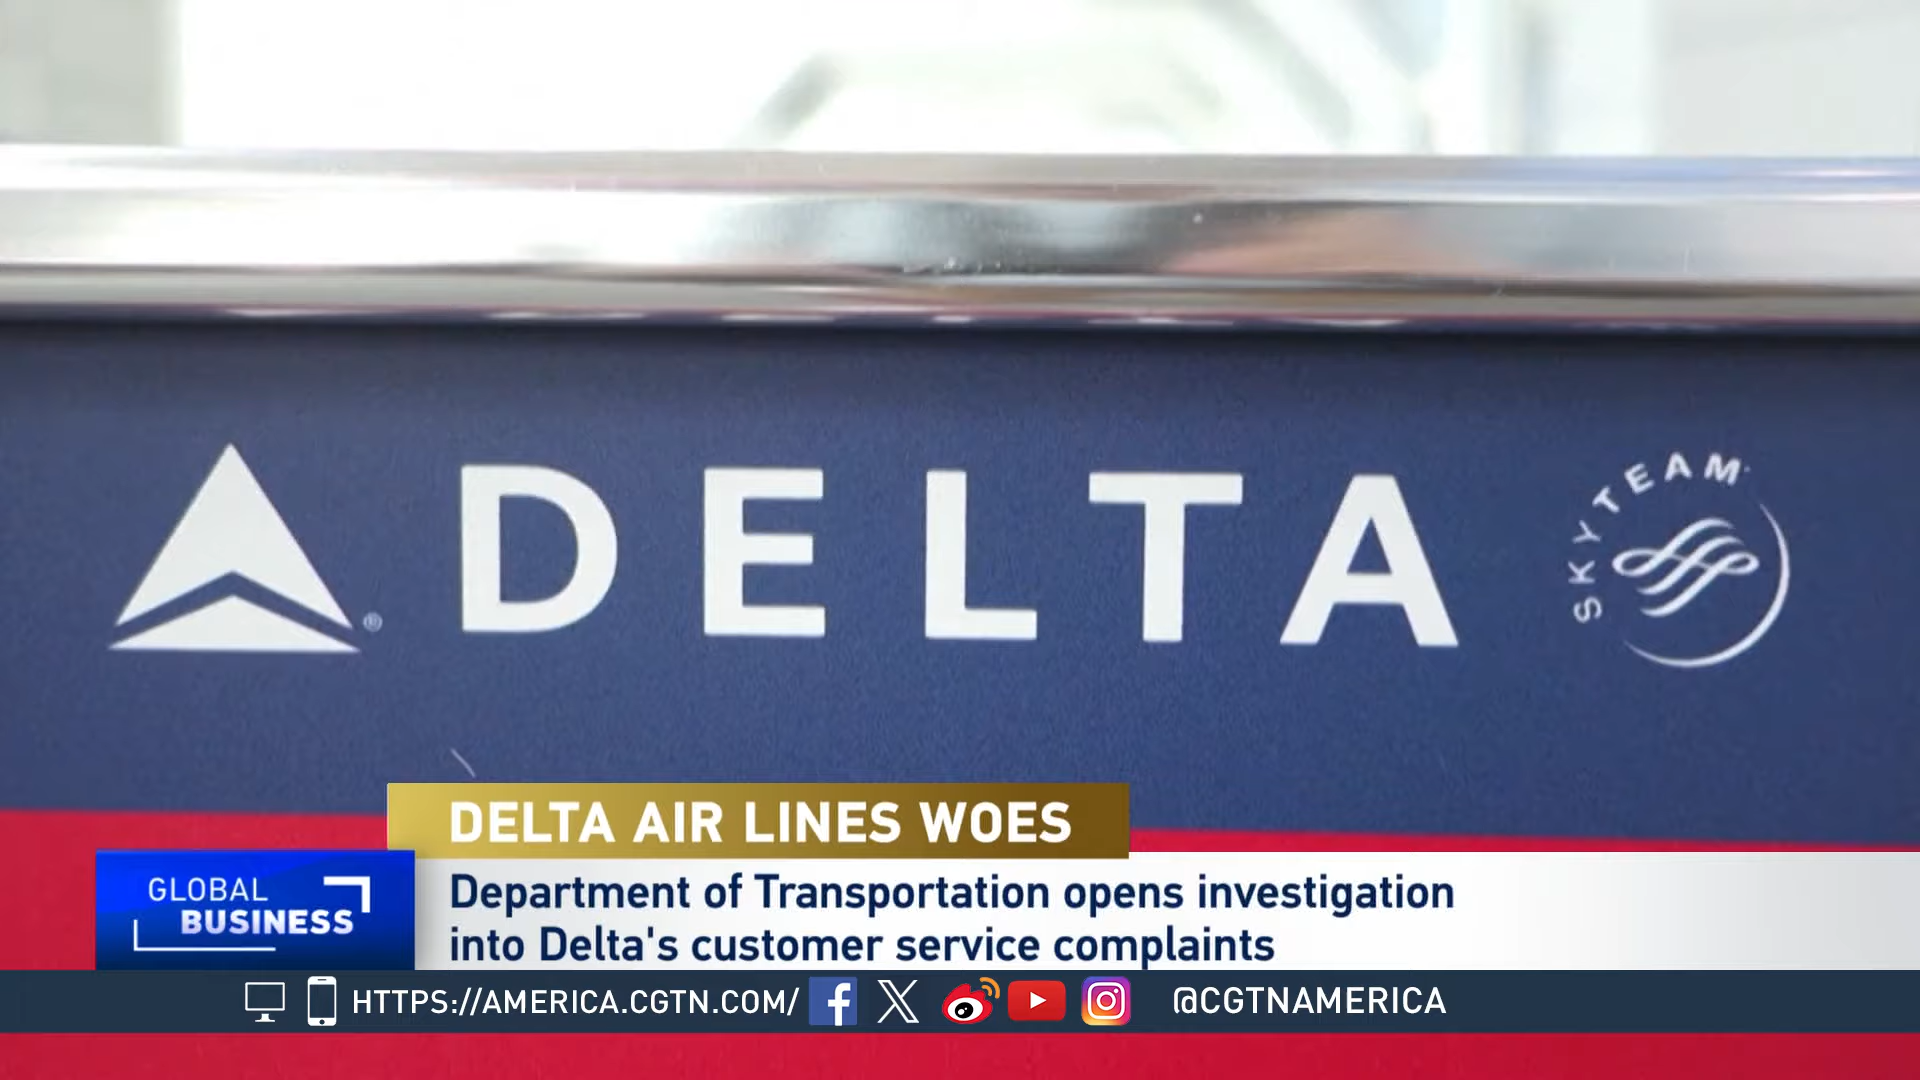 DELTA
SKYTEAM
DELTA AIR LINES WOES
GLOBAL
BUSINESS
Department of Transportation opens investigation
into Delta's customer service complaints
HTTPS://AMERICA.CGTN.COM/
@CGTNAMERICA